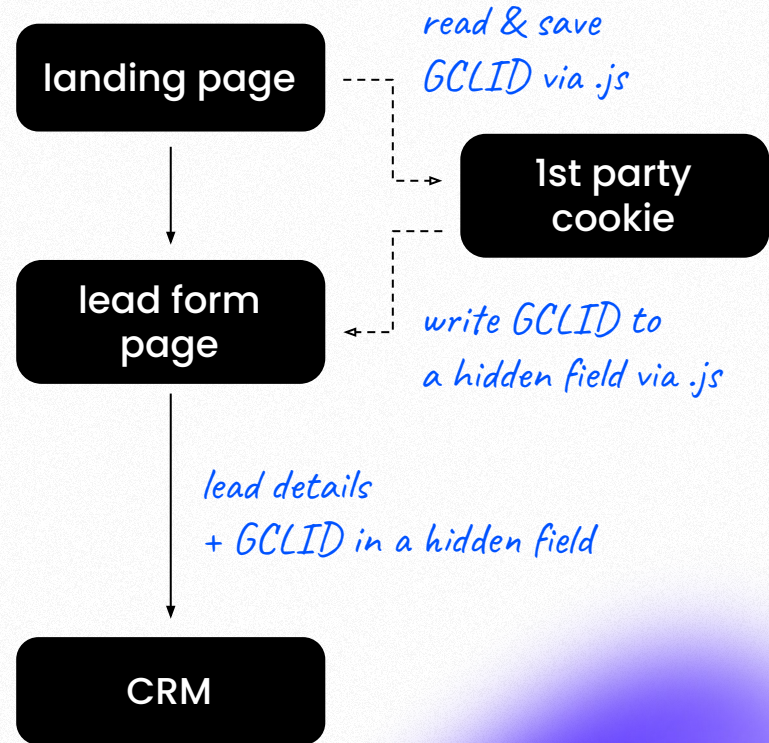 landing page
read & save
GCLID via .js
1st party
cookie
lead form
page
write GCLID to
a hidden field via .js
lead details
+ GCLID in a hidden field
CRM